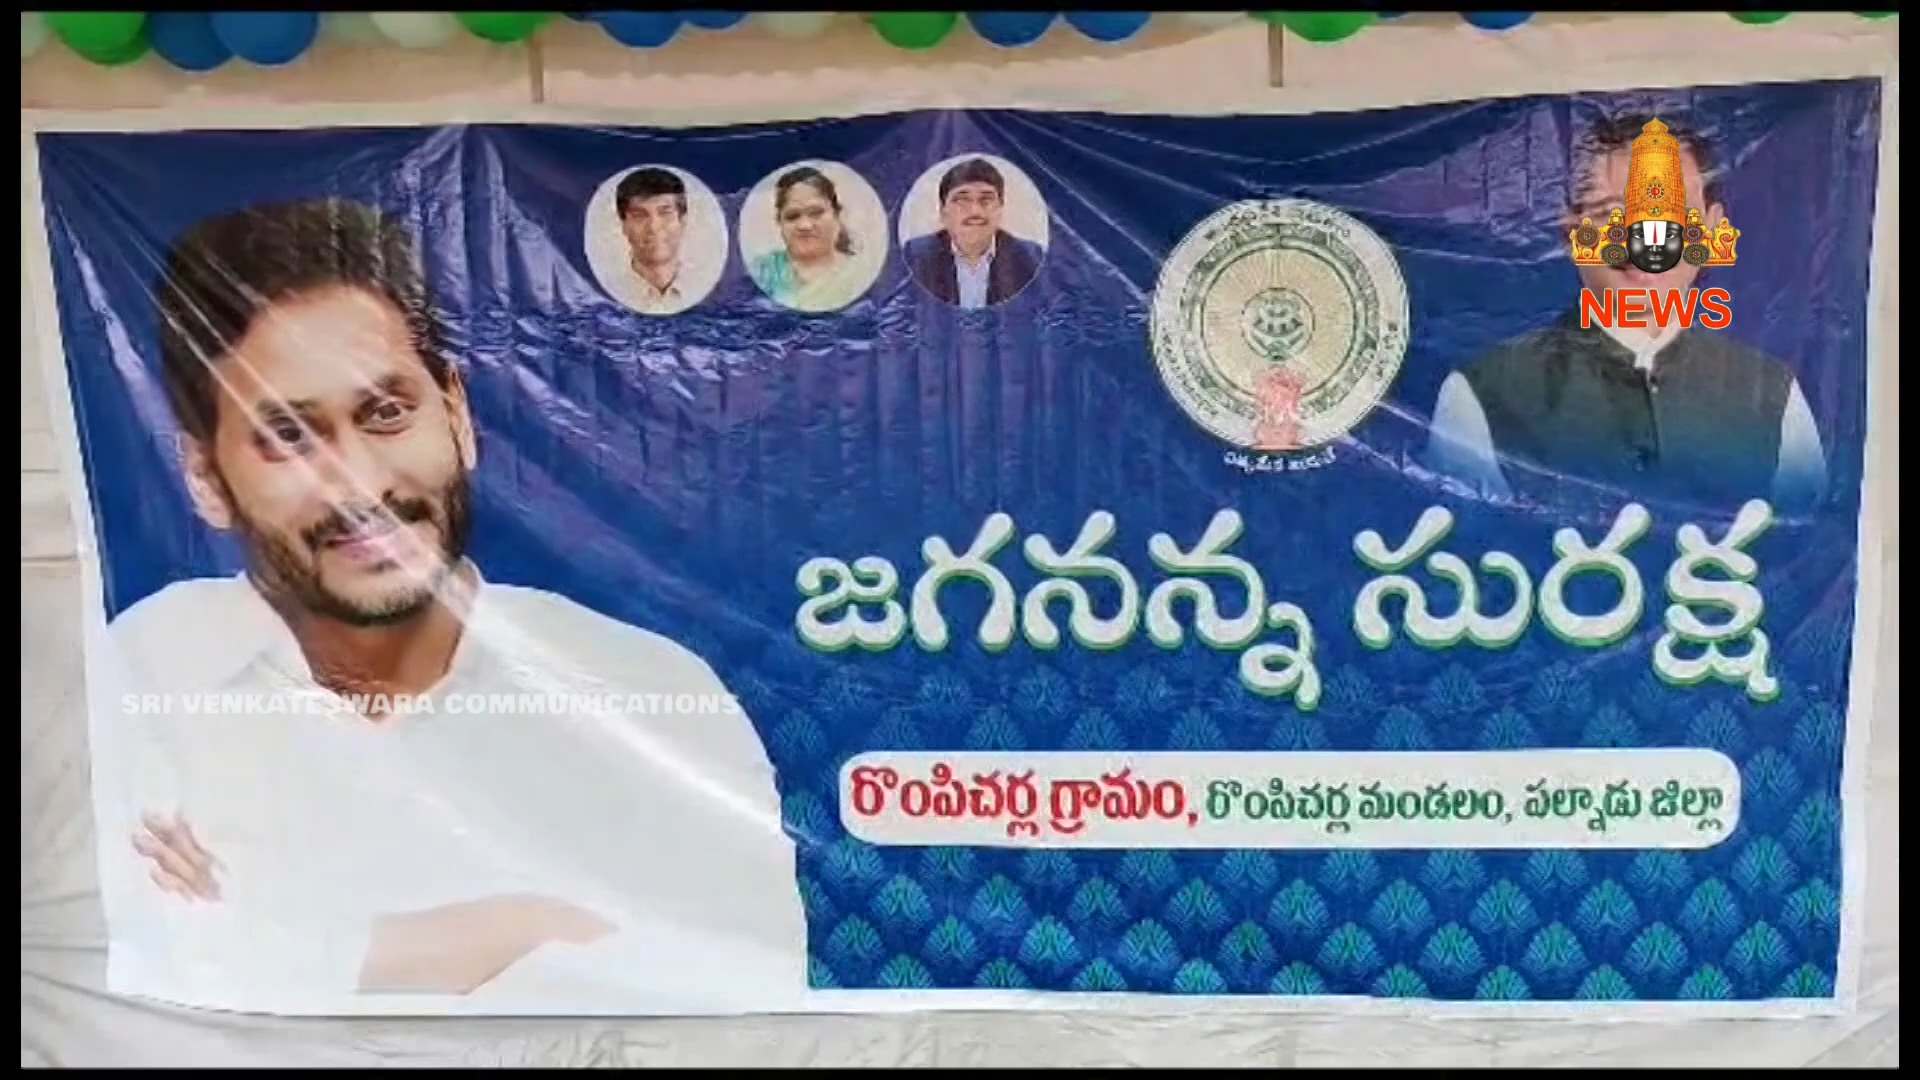 NEWS
జగనన్న సురక్ష
SRI VENKATESWARA COMMUNICATIONS
రొంపిచర్ల గ్రామం, రొంపిచర్ల మండలం, పల్నాడు జిల్లా